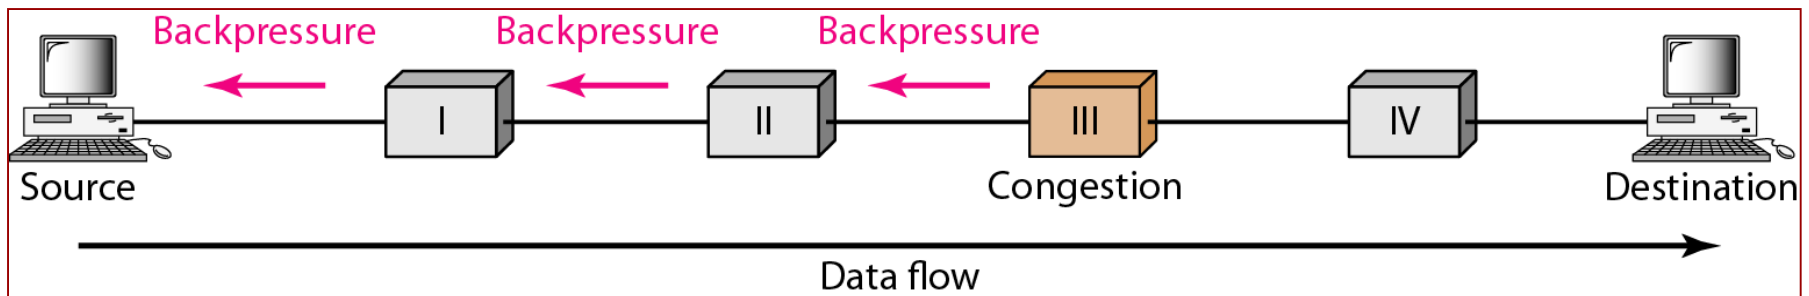 Backpressure Backpressure Backpressure
I II III IV
Source Congestion Destination
Data flow